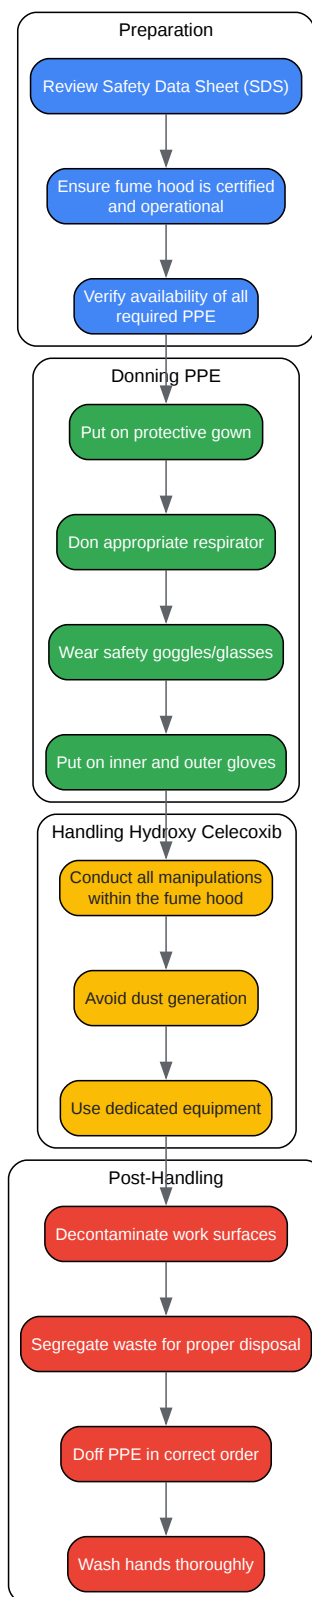 Preparation
Review Safety Data Sheet (SDS)
Ensure fume hood is certified
and operational
Verify availability of all
required PPE
Donning PPE
Put on protective gown
Don appropriate respirator
Wear safety goggles/glasses
Put on inner and outer gloves
Handling Hydroxy Celecoxib
Conduct all manipulations
within the fume hood
Avoid dust generation
Use dedicated equipment
Post-Handling
Decontaminate work surfaces
Segregate waste for proper disposal
Doff PPE in correct order
Wash hands thoroughly